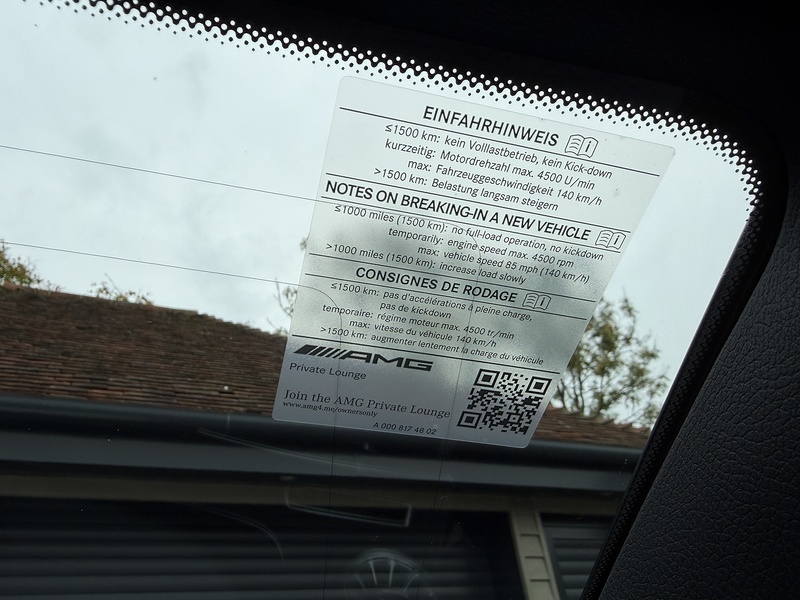 EINFAHRHINWEIS
≤1500 km: kein Volllastbetrieb, kein Kick-down
kurzzeitig: Motordrehzahl max. 4500 U/min
max: Fahrzeuggeschwindigkeit 140 km/h
>1500 km: Belastung langsam steigern
NOTES ON BREAKING-IN A NEW VEHICLE
≤1000 miles (1500 km): no full-load operation, no kickdown
temporarily: engine speed max. 4500 rpm
max: vehicle speed 85 mph (140 km/h)
>1000 miles (1500 km): increase load slowly
CONSIGNES DE RODAGE
≤1500 km: pas d'accélérations à pleine charge,
pas de kickdown
temporaire: régime moteur max. 4500 tr/min
max: vitesse du véhicule 140 km/h
>1500 km: augmenter lentement la charge du véhicule
AMG
Private Lounge
Join the AMG Private Lounge
www.amg4.me/ownersonly
A 000 817 48 02